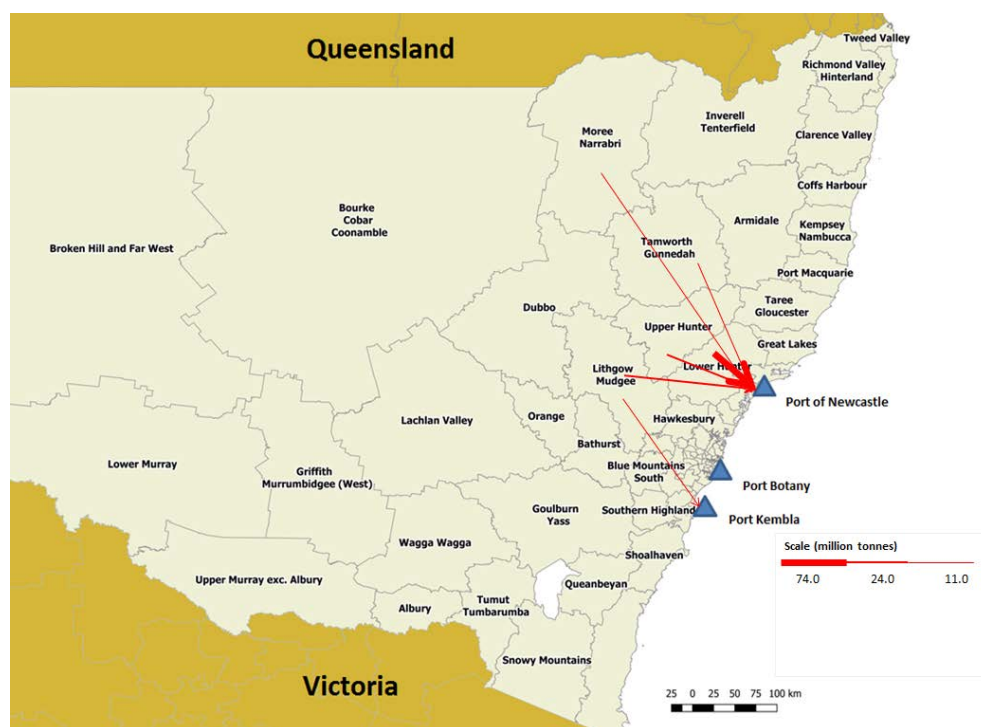 Queensland
Tweed Valley
Richmond Valley
Hinterland
Inverell
Tenterfield
Moree
Narrabri
Clarence Valley
Coffs Harbour
Bourke
Cobar
Coonamble
Armidale
Kempsey
Nambucca
Broken Hill and Far West
Tamworth
Gunnedah
Port Macquarie
Taree
Gloucester
Dubbo
Upper Hunter
Great Lakes
Lithgow
Mudgee
Lower Hunter
Port of Newcastle
Lachlan Valley
Orange
Hawkesbury
Bathurst
Lower Murray
Griffith
Murrumbidgee (West)
Blue Mountains
South
Port Botany
Goulburn
Yass
Southern Highland
Port Kembla
Wagga Wagga
Scale (million tonnes)
74.0 24.0 11.0
Shoalhaven
Upper Murray exc. Albury
Queanbeyan
Albury
Tumut
Tumbarumba
Snowy Mountains
Victoria
25 0 25 50 75 100 km